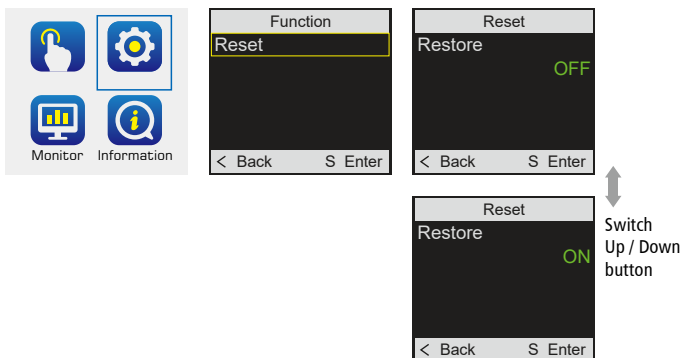 Monitor
Information
Function
Reset
< Back
S Enter
Reset
Restore
OFF
< Back
S Enter
Switch
Up / Down
button
Reset
Restore
ON
< Back
S Enter